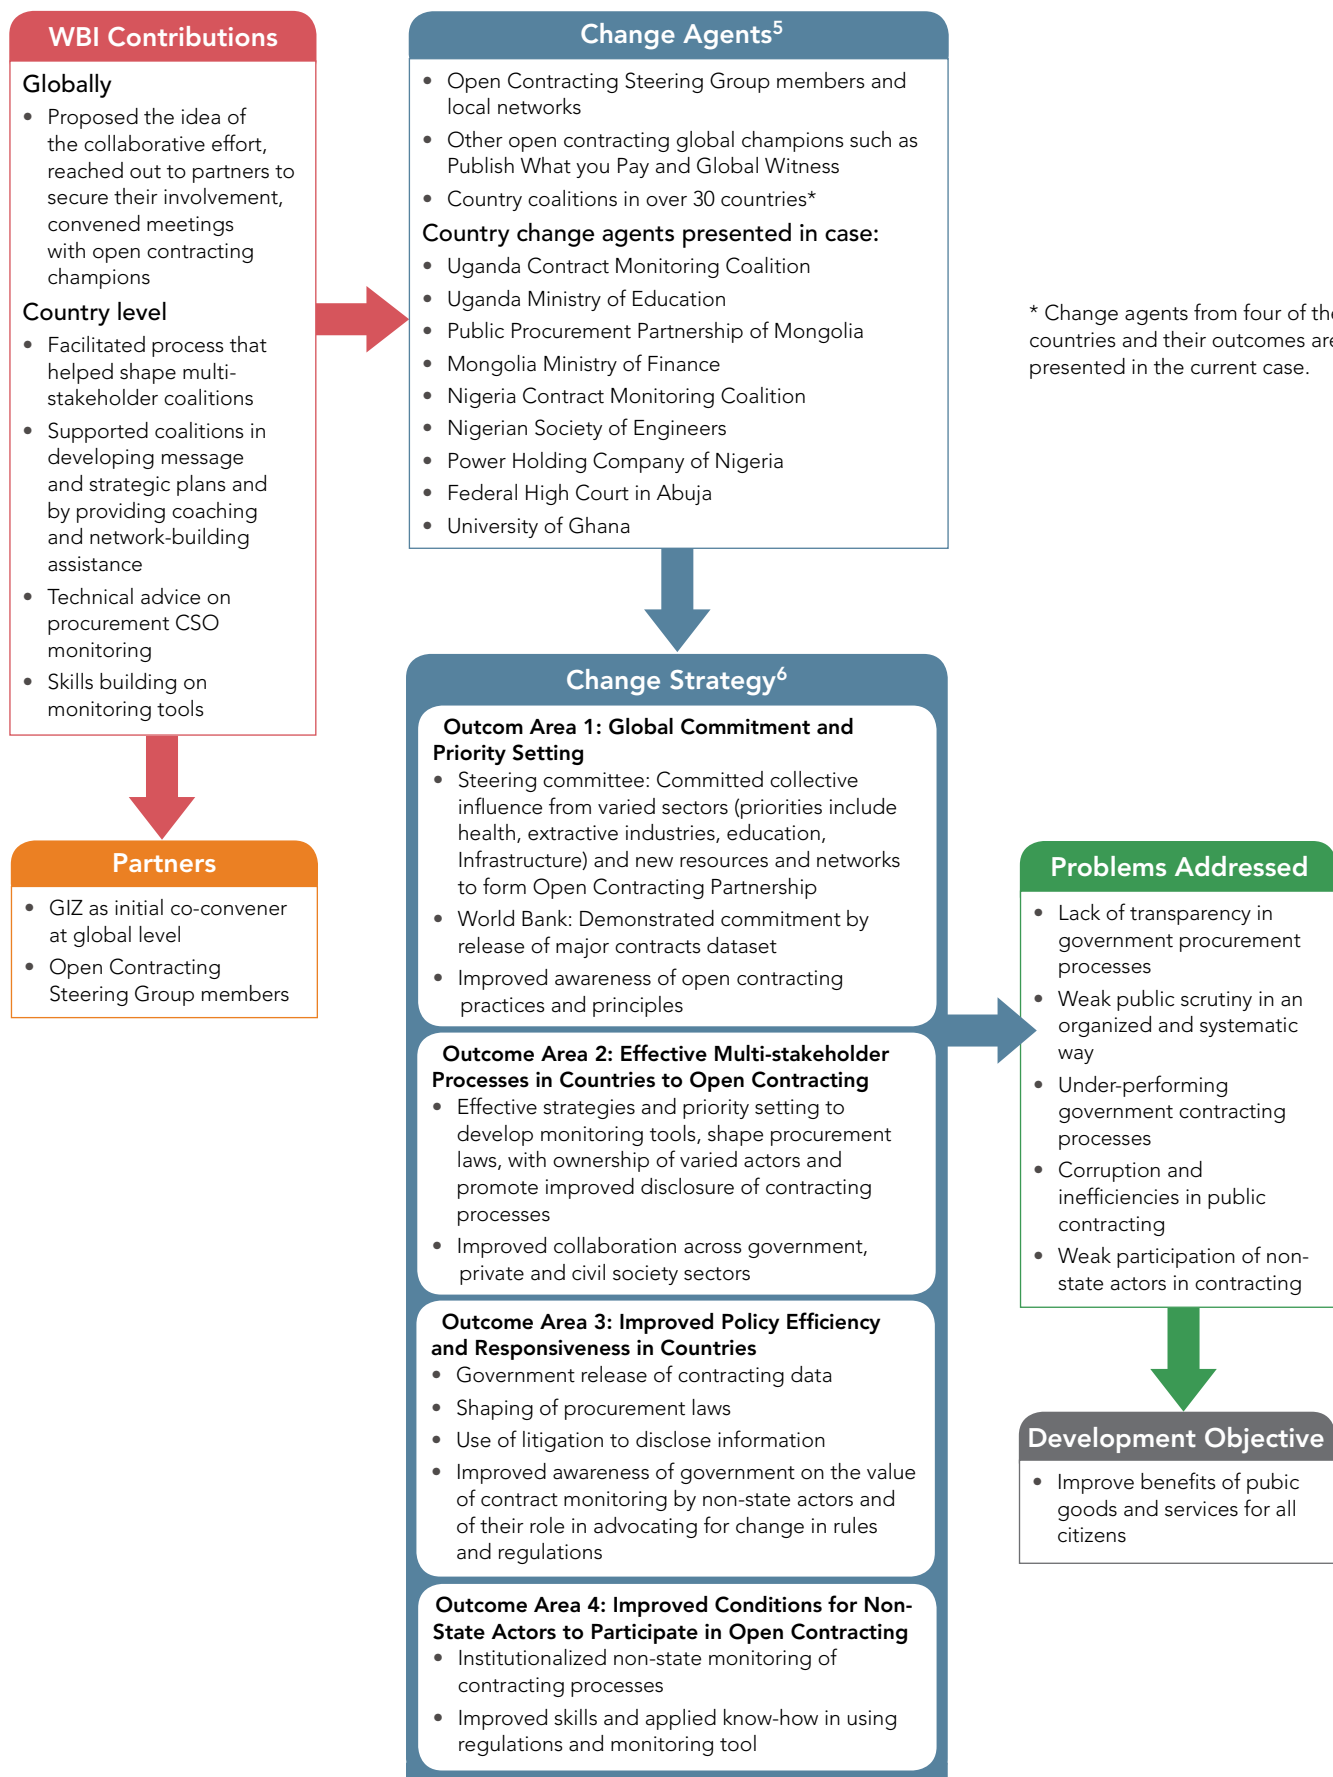 WBI Contributions
Globally
• Proposed the idea of
the collaborative effort,
reached out to partners to
secure their involvement,
convened meetings
with open contracting
champions
Country level
• Facilitated process that
helped shape multi-
stakeholder coalitions
• Supported coalitions in
developing message
and strategic plans and
by providing coaching
and network-building
assistance
• Technical advice on
procurement CSO
monitoring
• Skills building on
monitoring tools
Partners
• GIZ as initial co-convener
at global level
• Open Contracting
Steering Group members
Change Agents5
• Open Contracting Steering Group members and
local networks
• Other open contracting global champions such as
Publish What you Pay and Global Witness
• Country coalitions in over 30 countries*
Country change agents presented in case:
• Uganda Contract Monitoring Coalition
• Uganda Ministry of Education
• Public Procurement Partnership of Mongolia
• Mongolia Ministry of Finance
• Nigeria Contract Monitoring Coalition
• Nigerian Society of Engineers
• Power Holding Company of Nigeria
• Federal High Court in Abuja
• University of Ghana
* Change agents from four of the
countries and their outcomes are
presented in the current case.
Change Strategy6
Outcom Area 1: Global Commitment and
Priority Setting
• Steering committee: Committed collective
influence from varied sectors (priorities include
health, extractive industries, education,
Infrastructure) and new resources and networks
to form Open Contracting Partnership
• World Bank: Demonstrated commitment by
release of major contracts dataset
• Improved awareness of open contracting
practices and principles
Outcome Area 2: Effective Multi-stakeholder
Processes in Countries to Open Contracting
• Effective strategies and priority setting to
develop monitoring tools, shape procurement
laws, with ownership of varied actors and
promote improved disclosure of contracting
processes
• Improved collaboration across government,
private and civil society sectors
Outcome Area 3: Improved Policy Efficiency
and Responsiveness in Countries
• Government release of contracting data
• Shaping of procurement laws
• Use of litigation to disclose information
• Improved awareness of government on the value
of contract monitoring by non-state actors and
of their role in advocating for change in rules
and regulations
Outcome Area 4: Improved Conditions for Non-
State Actors to Participate in Open Contracting
• Institutionalized non-state monitoring of
contracting processes
• Improved skills and applied know-how in using
regulations and monitoring tool
Problems Addressed
• Lack of transparency in
government procurement
processes
• Weak public scrutiny in an
organized and systematic
way
• Under-performing
government contracting
processes
• Corruption and
inefficiencies in public
contracting
• Weak participation of non-
state actors in contracting
Development Objective
• Improve benefits of pubic
goods and services for all
citizens